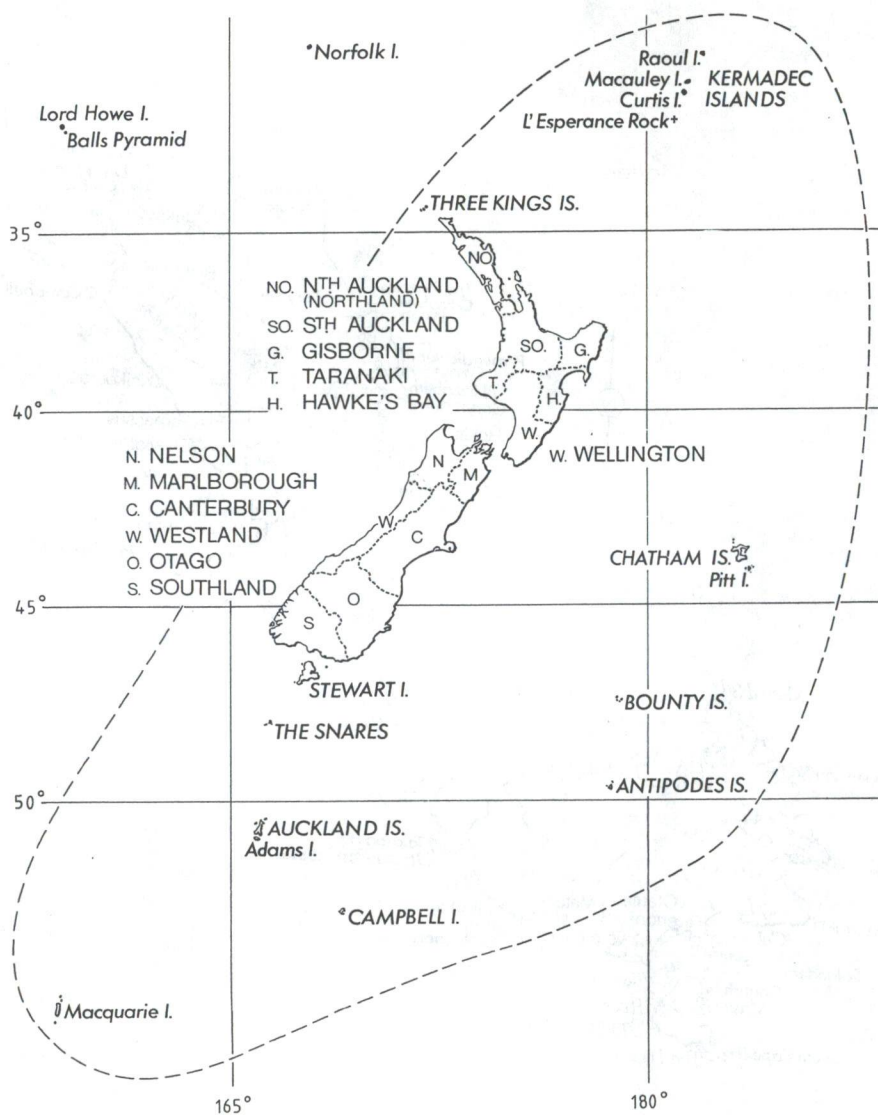 Norfolk I.
Raoul I.
Macauley I. KERMADEC
Curtis I. ISLANDS
L'Esperance Rock+
Lord Howe I.
Balls Pyramid
THREE KINGS IS.
35°
NO. NTH AUCKLAND
(NORTHLAND)
SO. STH AUCKLAND
G. GISBORNE
T. TARANAKI
H. HAWKE'S BAY
NO
SO.
G.
T.
H.
W.
40°
N. NELSON
M. MARLBOROUGH
C. CANTERBURY
W. WESTLAND
O. OTAGO
S. SOUTHLAND
W. WELLINGTON
N
M
W.
C
O
S
CHATHAM IS.
Pitt I.
45°
STEWART I.
THE SNARES
BOUNTY IS.
ANTIPODES IS.
50°
AUCKLAND IS.
Adams I.
CAMPBELL I.
Macquarie I.
165°
180°